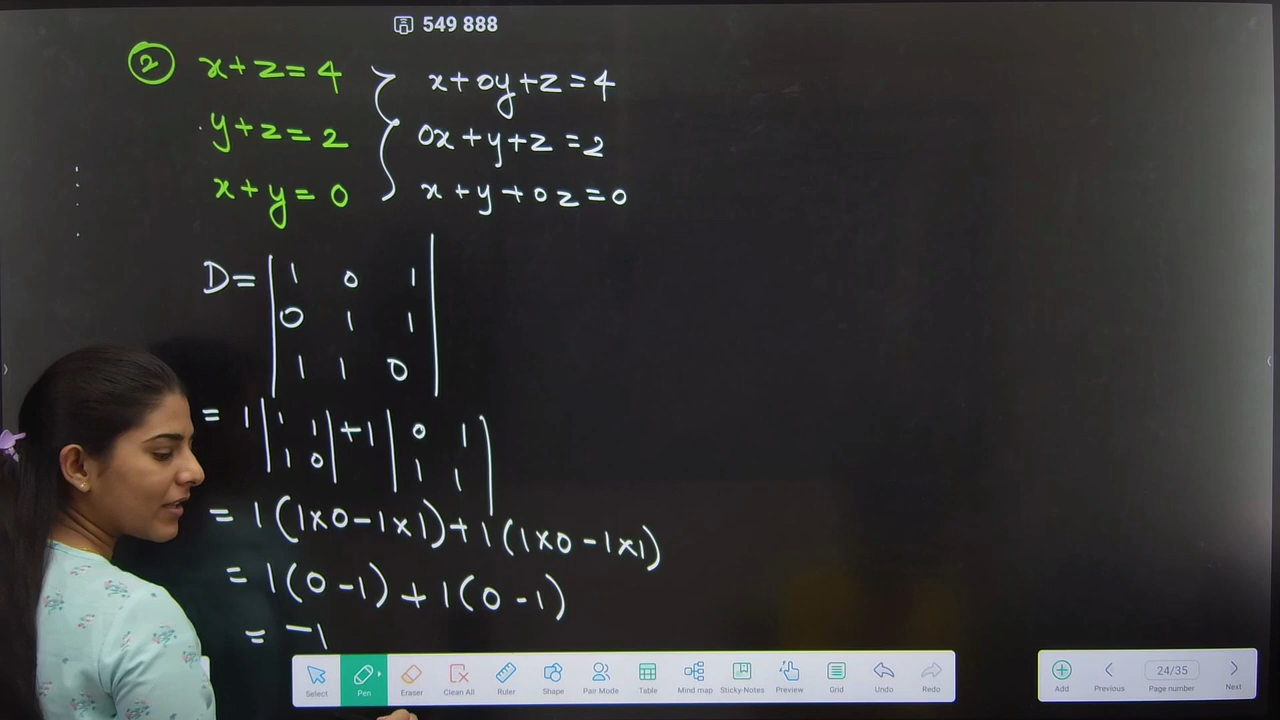 549 888
② x+z=4
y+z=2
x+y=0
x+0y+z=4
0x+y+z=2
x+y+0z=0
D=| 1 0 1 |
| 0 1 1 |
| 1 1 0 |
= 1| 1 1 | +1| 0 1 |
| 1 0 | | 1 1 |
= 1(1×0-1×1)+1(1×0-1×1)
= 1(0-1)+1(0-1)
= -1
Select Pen Eraser Clean All Ruler Shape Pair Mode Table Mind map Sticky-Notes Preview Grid Undo Redo
Add Previous 24/35 Page number Next